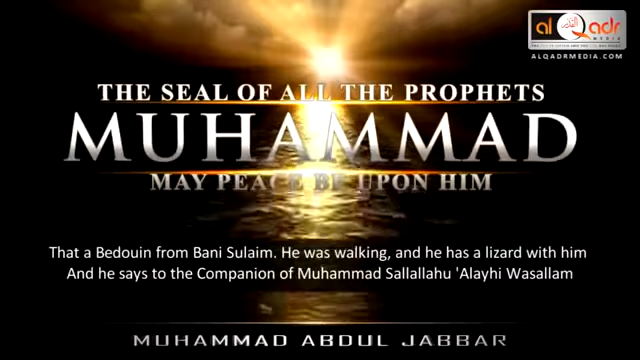 al Qadr
MEDIA
ALQADRMEDIA.COM
THE SEAL OF ALL THE PROPHETS
MUHAMMAD
MAY PEACE BE UPON HIM
That a Bedouin from Bani Sulaim. He was walking, and he has a lizard with him
And he says to the Companion of Muhammad Sallallahu 'Alayhi Wasallam
MUHAMMAD ABDUL JABBAR